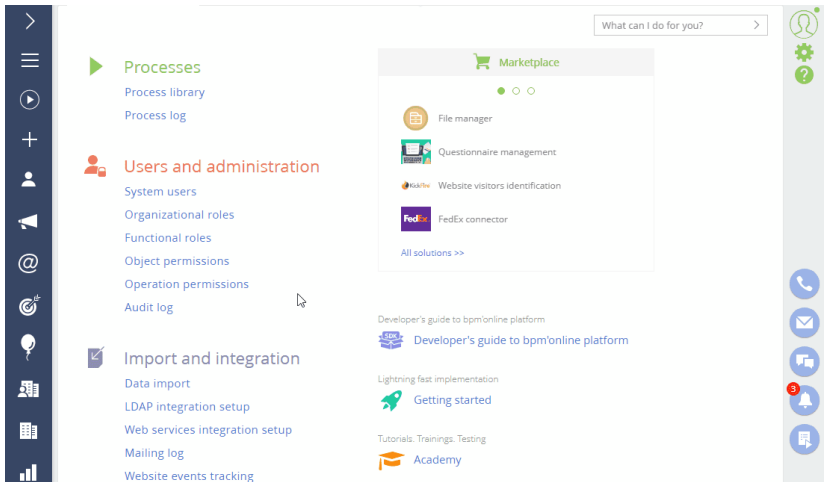 What can I do for you?
Processes
Process library
Process log
Users and administration
System users
Organizational roles
Functional roles
Object permissions
Operation permissions
Audit log
Import and integration
Data import
LDAP integration setup
Web services integration setup
Mailing log
Website events tracking
Marketplace
File manager
Questionnaire management
KickFire
Website visitors identification
FedEx
FedEx connector
All solutions >>
Developer's guide to bpm'online platform
SDK
Developer's guide to bpm'online platform
Lightning fast implementation
Getting started
Tutorials. Trainings. Testing
Academy
3